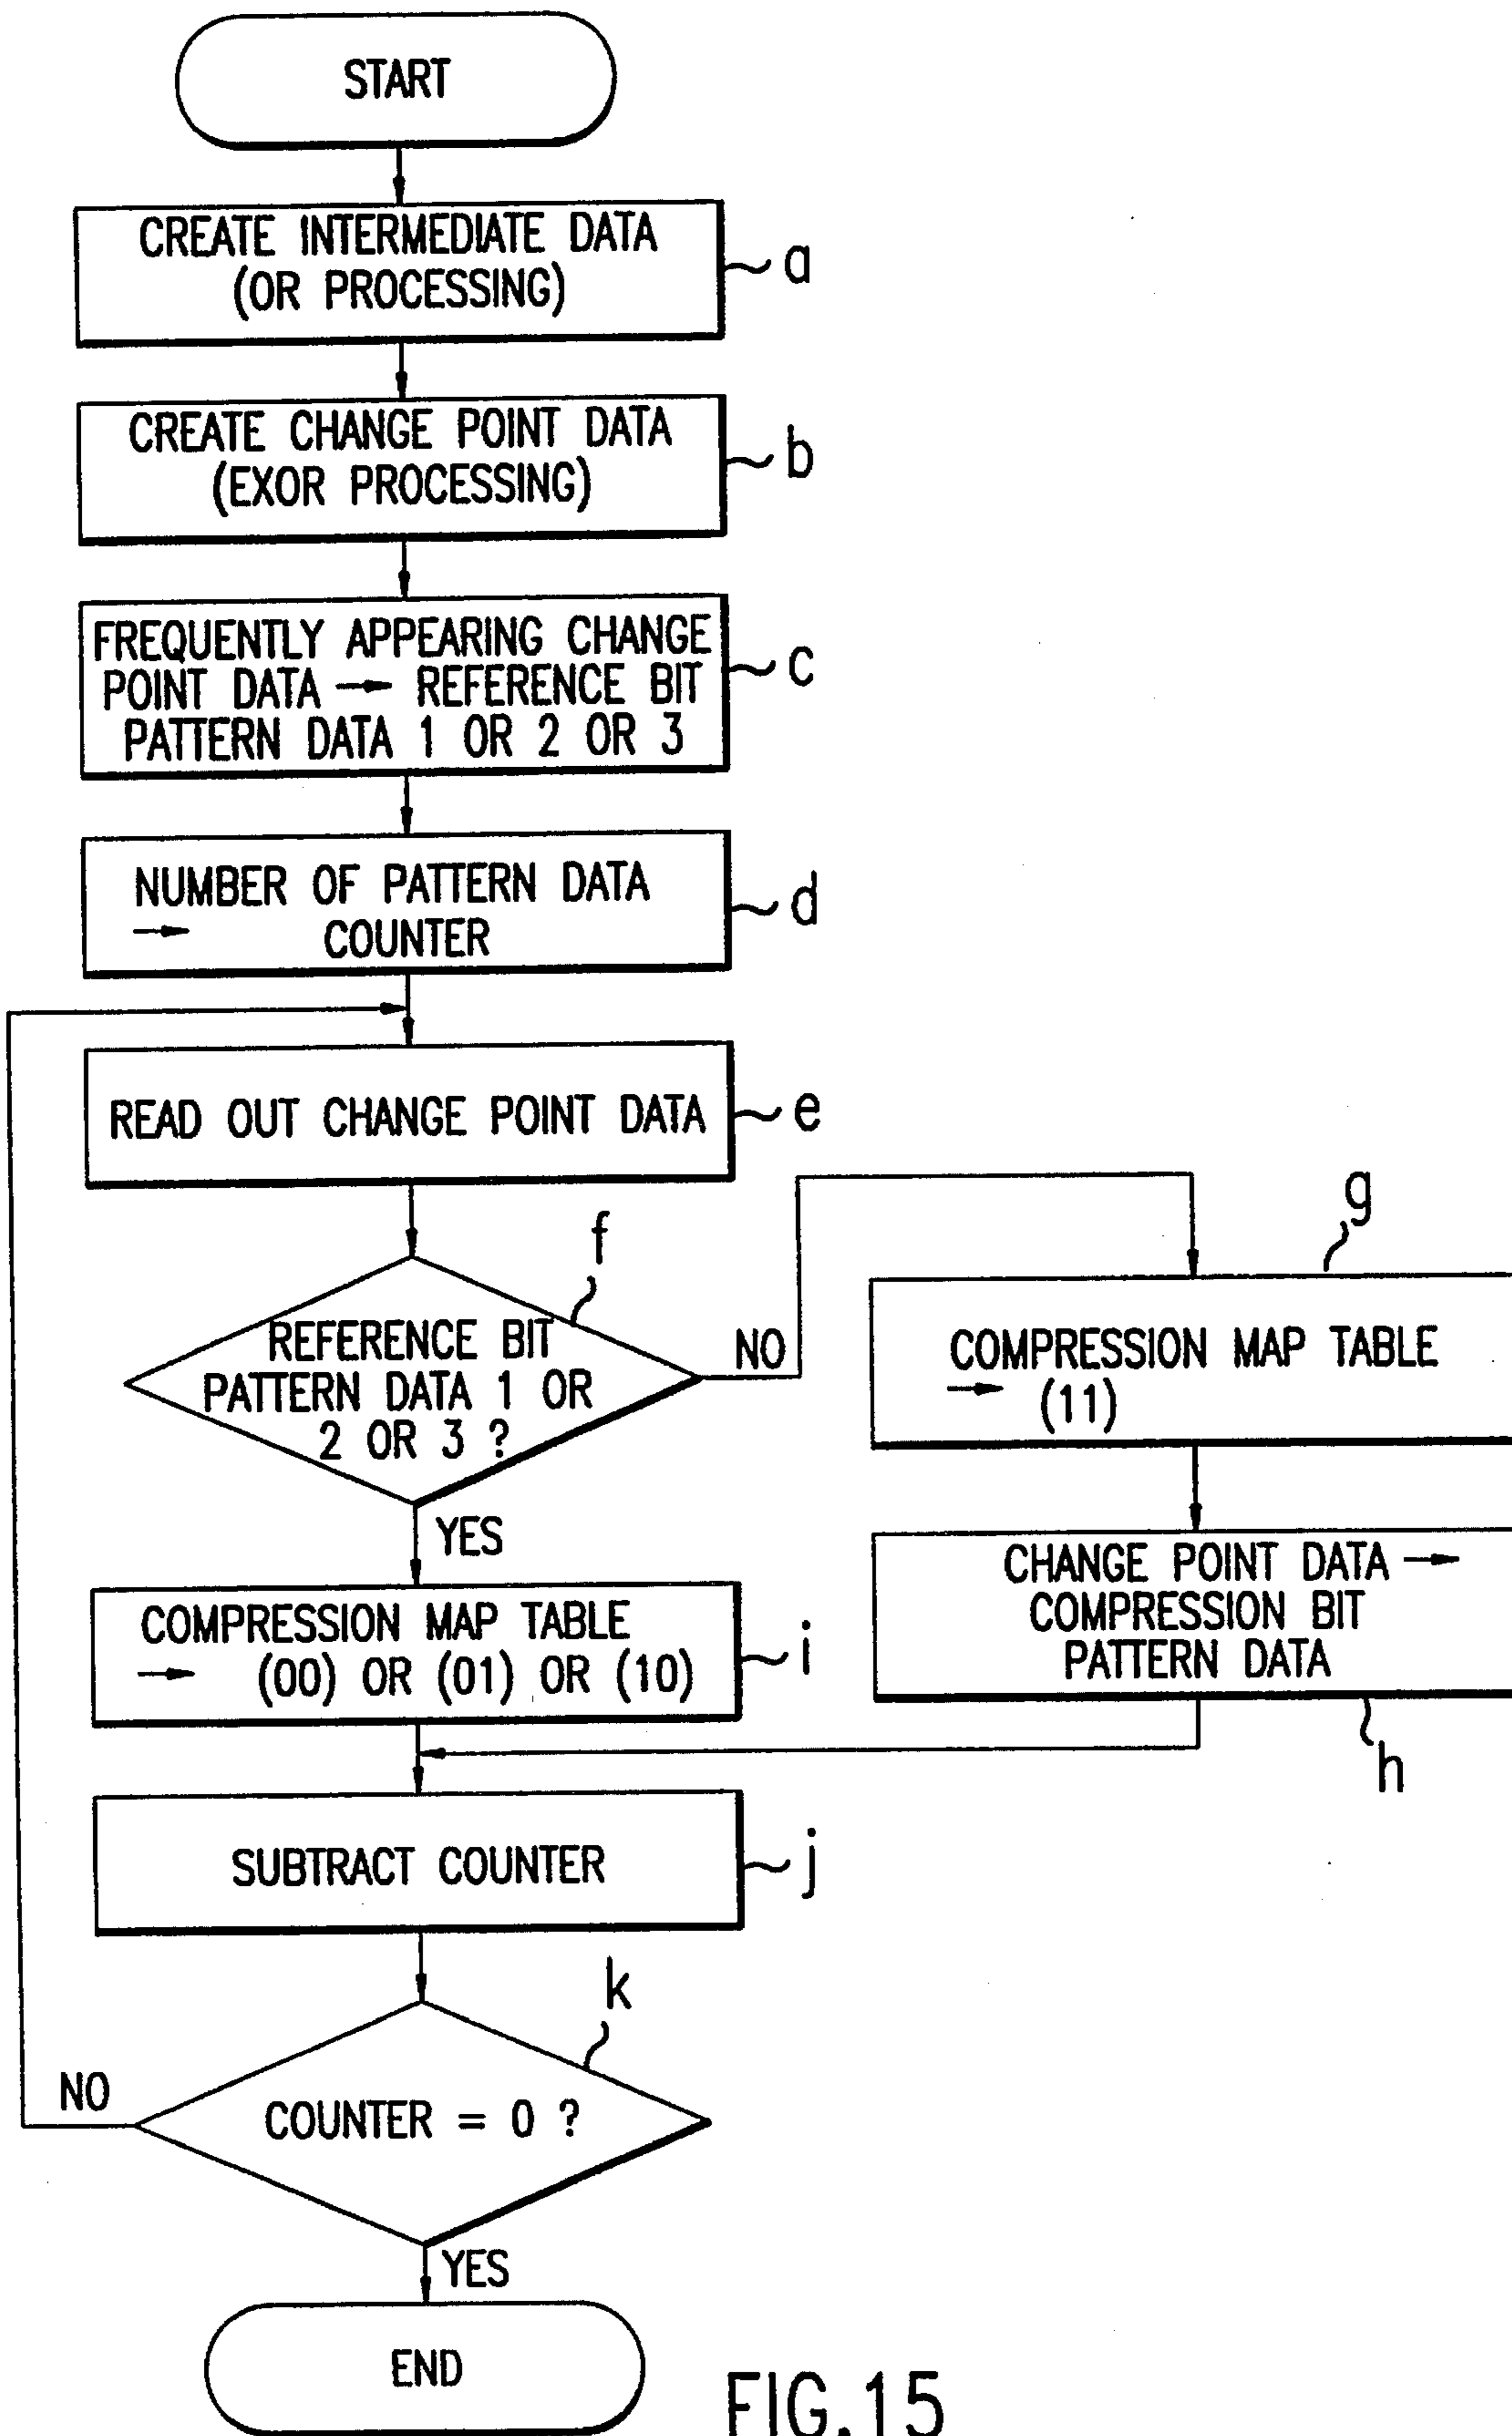 START
CREATE INTERMEDIATE DATA
(OR PROCESSING)
a
CREATE CHANGE POINT DATA
(EXOR PROCESSING)
b
FREQUENTLY APPEARING CHANGE
POINT DATA → REFERENCE BIT
PATTERN DATA 1 OR 2 OR 3
c
NUMBER OF PATTERN DATA
→ COUNTER
d
READ OUT CHANGE POINT DATA
e
f
REFERENCE BIT
PATTERN DATA 1 OR
2 OR 3 ?
NO
g
COMPRESSION MAP TABLE
→ (11)
CHANGE POINT DATA →
COMPRESSION BIT
PATTERN DATA
h
YES
COMPRESSION MAP TABLE
→ (00) OR (01) OR (10)
i
SUBTRACT COUNTER
j
k
COUNTER = 0 ?
NO
YES
END
FIG.15